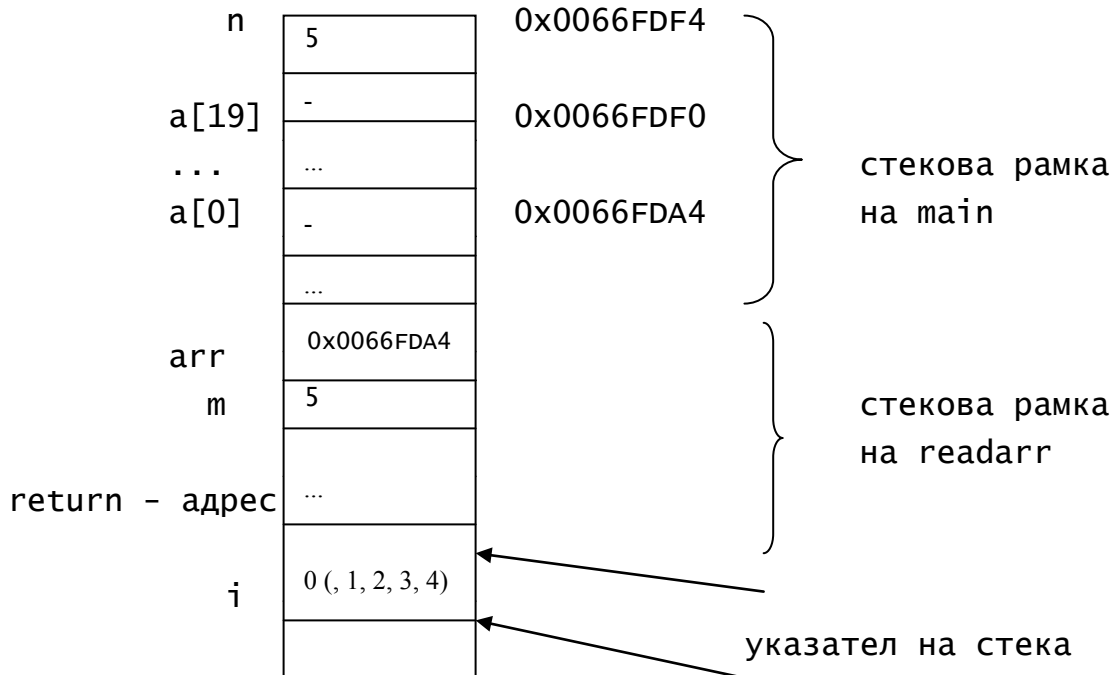 n 5 0x0066FDF4
a[19] - 0x0066FDF0
... ... стекова рамка
a[0] - 0x0066FDA4 на main
...
arr 0x0066FDA4
m 5 стекова рамка
на readarr
return – адрес ...
i 0 (, 1, 2, 3, 4)
указател на стека